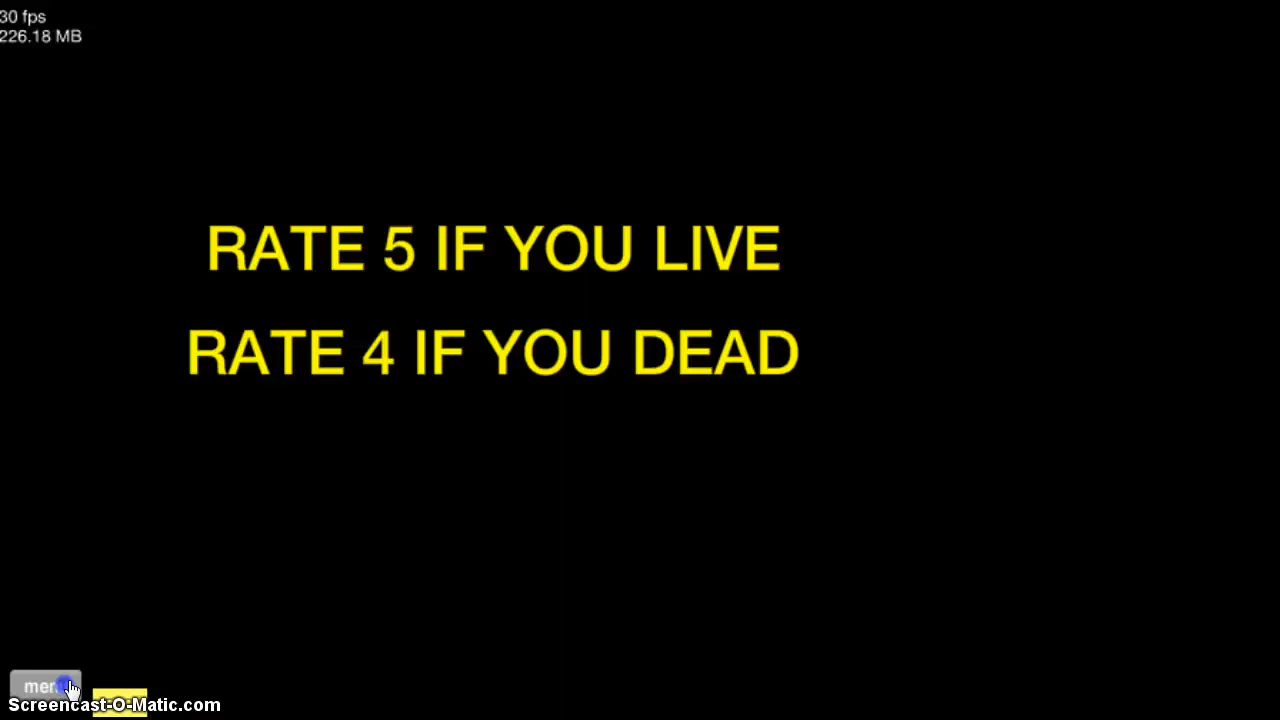 30 fps
226.18 MB
RATE 5 IF YOU LIVE
RATE 4 IF YOU DEAD
Screencast-O-Matic.com